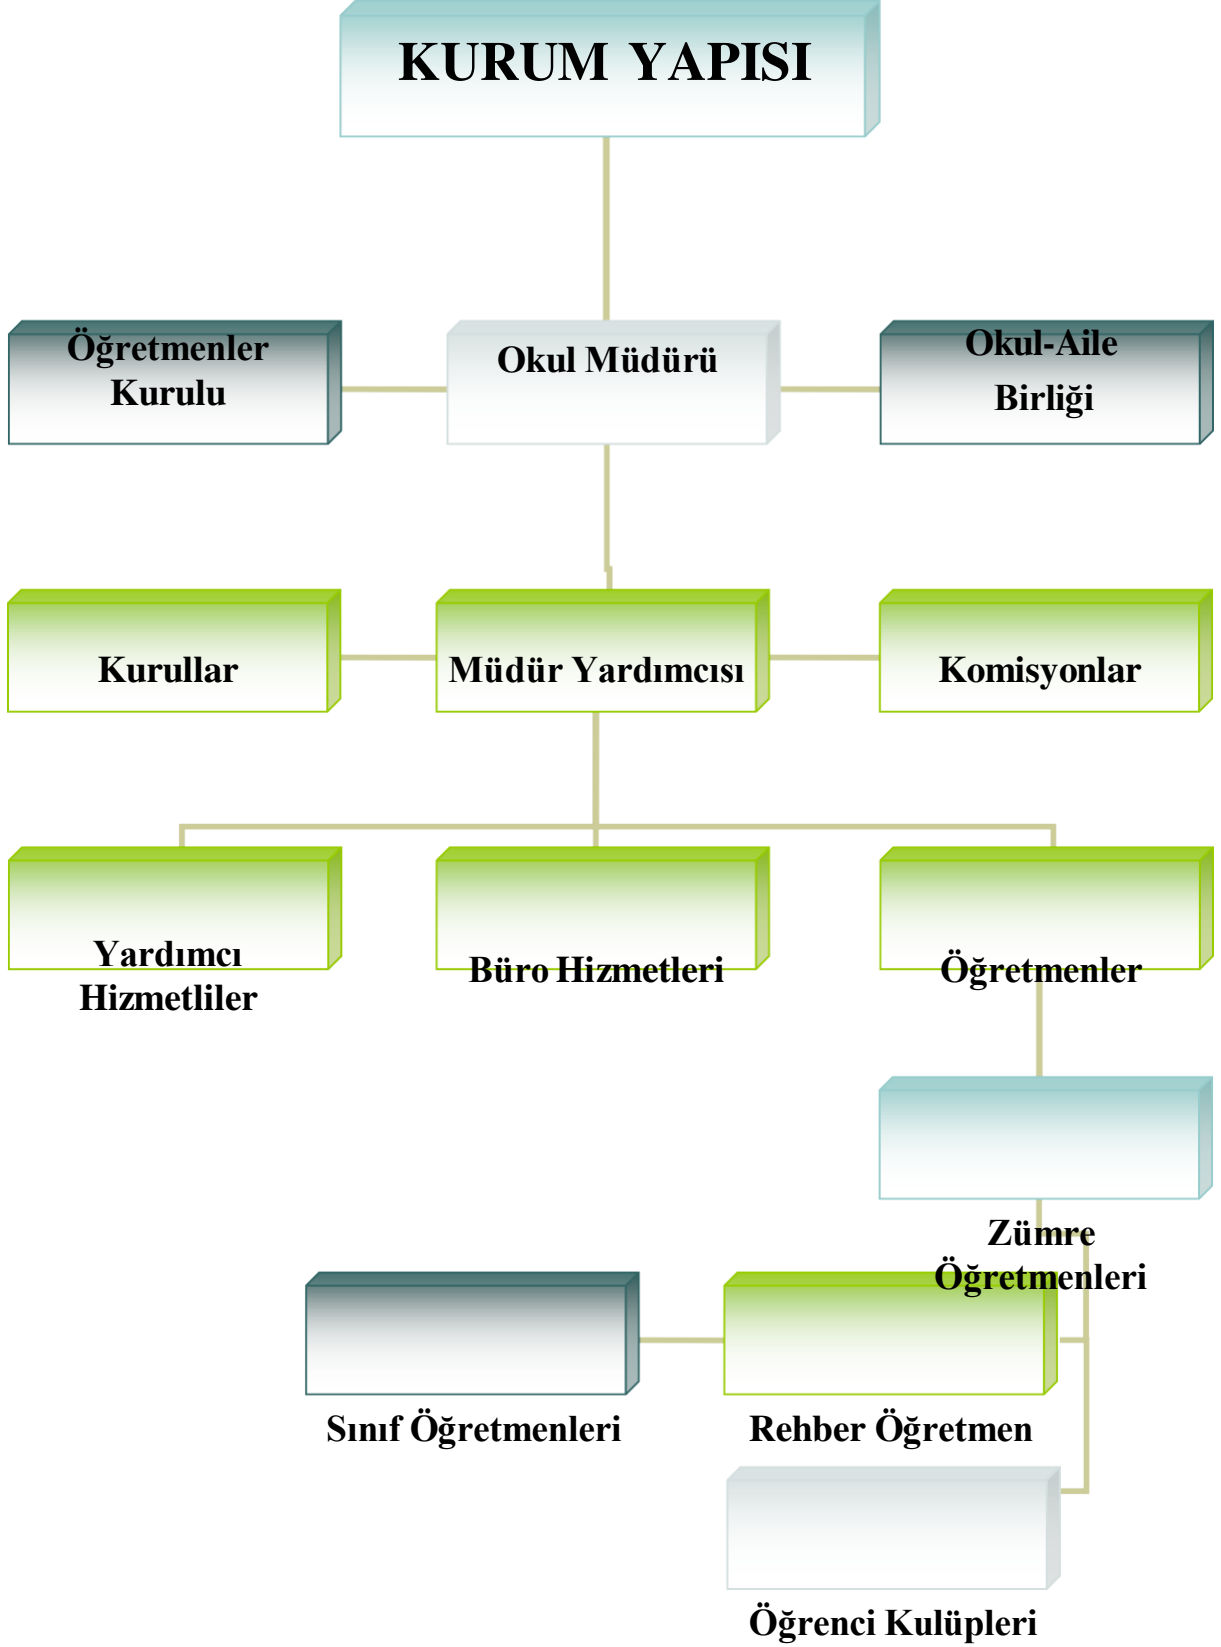 KURUM YAPISI
Öğretmenler
Kurulu
Okul Müdürü
Okul-Aile
Birliği
Kurullar
Müdür Yardımcısı
Komisyonlar
Yardımcı
Hizmetliler
Büro Hizmetleri
Öğretmenler
Zümre
Öğretmenleri
Sınıf Öğretmenleri
Rehber Öğretmen
Öğrenci Kulüpleri